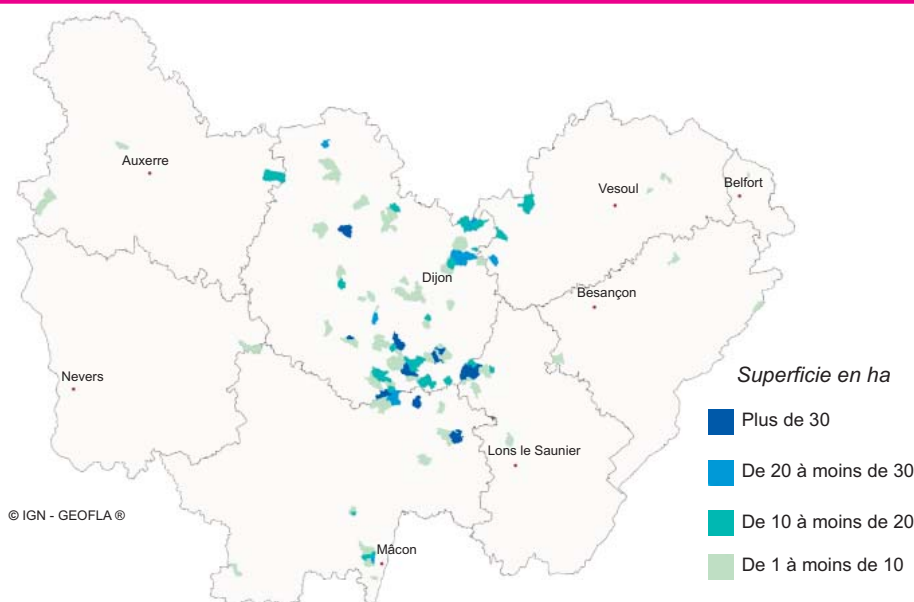 Auxerre
Vesoul
Belfort
Dijon
Besançon
Nevers
Superficie en ha
Plus de 30
Lons le Saunier
De 20 à moins de 30
© IGN - GEOFLA ®
De 10 à moins de 20
Mâcon
De 1 à moins de 10